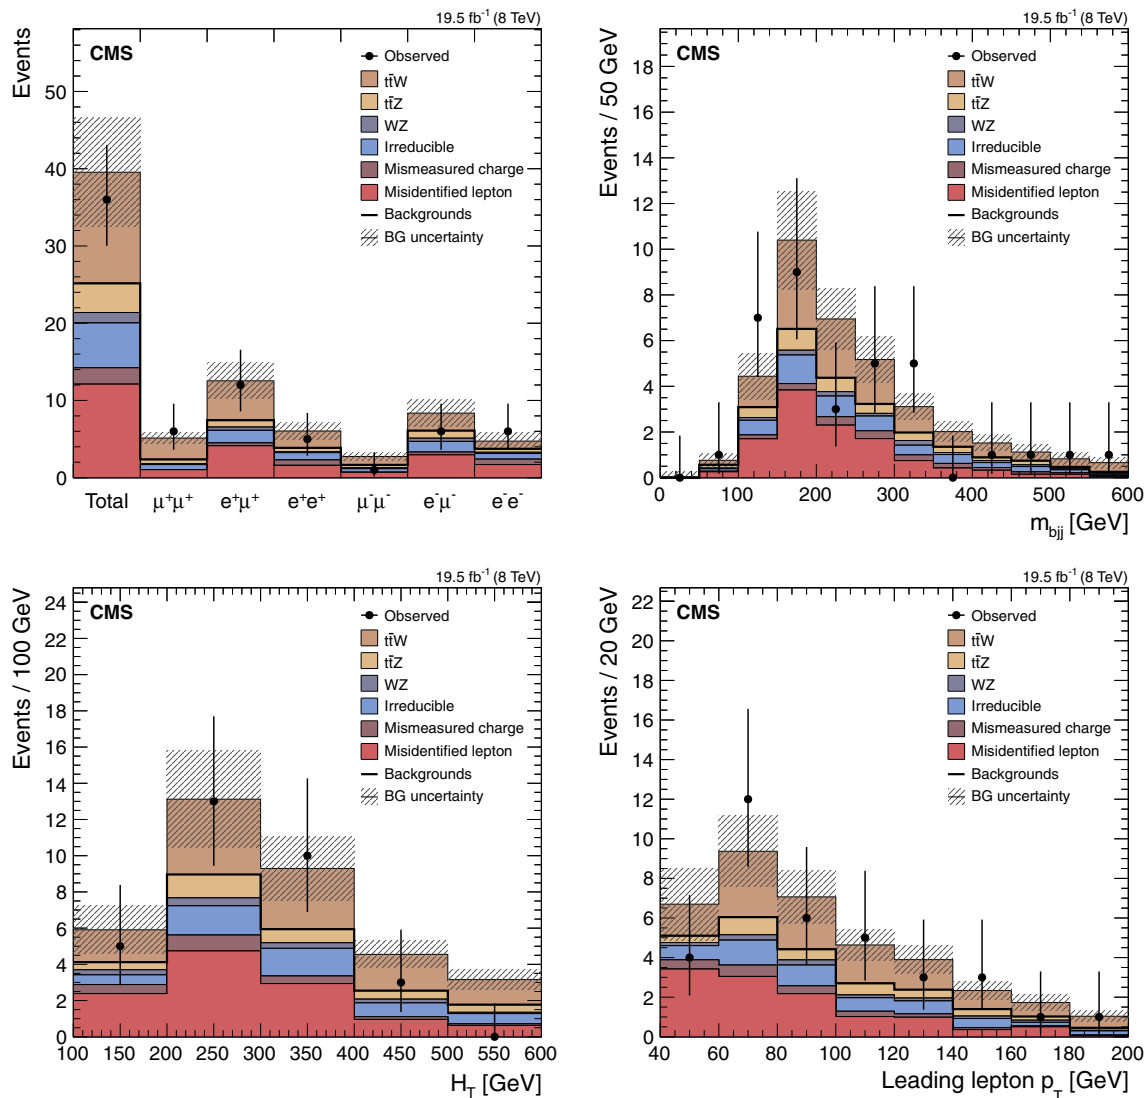 19.5 fb⁻¹ (8 TeV)
CMS
Events
50
40
30
20
10
0
Observed
tt̄W
tt̄Z
WZ
Irreducible
Mismeasured charge
Misidentified lepton
Backgrounds
BG uncertainty
Total μ⁺μ⁺ e⁺μ⁺ e⁺e⁺ μ⁻μ⁻ e⁻μ⁻ e⁻e⁻
19.5 fb⁻¹ (8 TeV)
CMS
Events / 50 GeV
18
16
14
12
10
8
6
4
2
0
Observed
tt̄W
tt̄Z
WZ
Irreducible
Mismeasured charge
Misidentified lepton
Backgrounds
BG uncertainty
0 100 200 300 400 500 600
m_bjj [GeV]
19.5 fb⁻¹ (8 TeV)
CMS
Events / 100 GeV
24
22
20
18
16
14
12
10
8
6
4
2
0
Observed
tt̄W
tt̄Z
WZ
Irreducible
Mismeasured charge
Misidentified lepton
Backgrounds
BG uncertainty
100 150 200 250 300 350 400 450 500 550 600
H_T [GeV]
19.5 fb⁻¹ (8 TeV)
CMS
Events / 20 GeV
22
20
18
16
14
12
10
8
6
4
2
0
Observed
tt̄W
tt̄Z
WZ
Irreducible
Mismeasured charge
Misidentified lepton
Backgrounds
BG uncertainty
40 60 80 100 120 140 160 180 200
Leading lepton p_T [GeV]